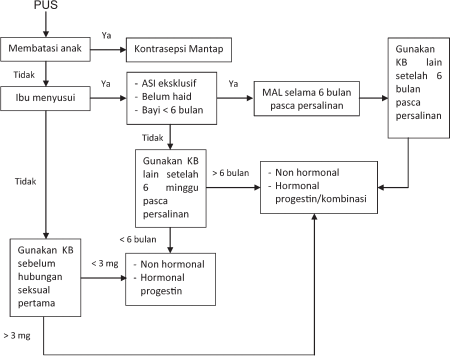 PUS
Membatasi anak
Ya
Kontrasepsi Mantap
Tidak
Ibu menyusui
Ya
- ASI eksklusif
- Belum haid
- Bayi < 6 bulan
Ya
MAL selama 6 bulan
pasca persalinan
Gunakan
KB lain
setelah 6
bulan
pasca
persalinan
Tidak
Gunakan KB
lain setelah
6 minggu
pasca
persalinan
> 6 bulan
- Non hormonal
- Hormonal
progestin/kombinasi
Tidak
< 6 bulan
Gunakan KB
sebelum
hubungan
seksual
pertama
< 3 mg
- Non hormonal
- Hormonal
progestin
> 3 mg